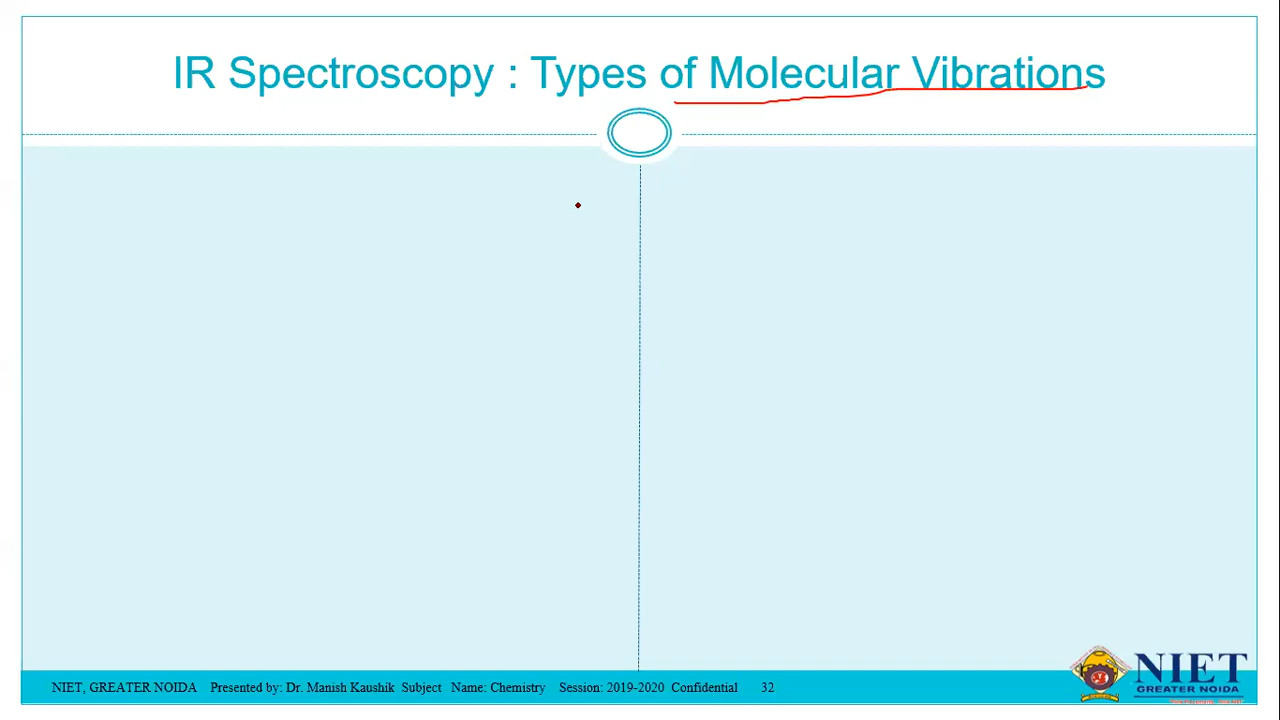 IR Spectroscopy : Types of Molecular Vibrations
NIET, GREATER NOIDA Presented by: Dr. Manish Kaushik Subject Name: Chemistry Session: 2019-2020 Confidential 32
NIET
GREATER NOIDA